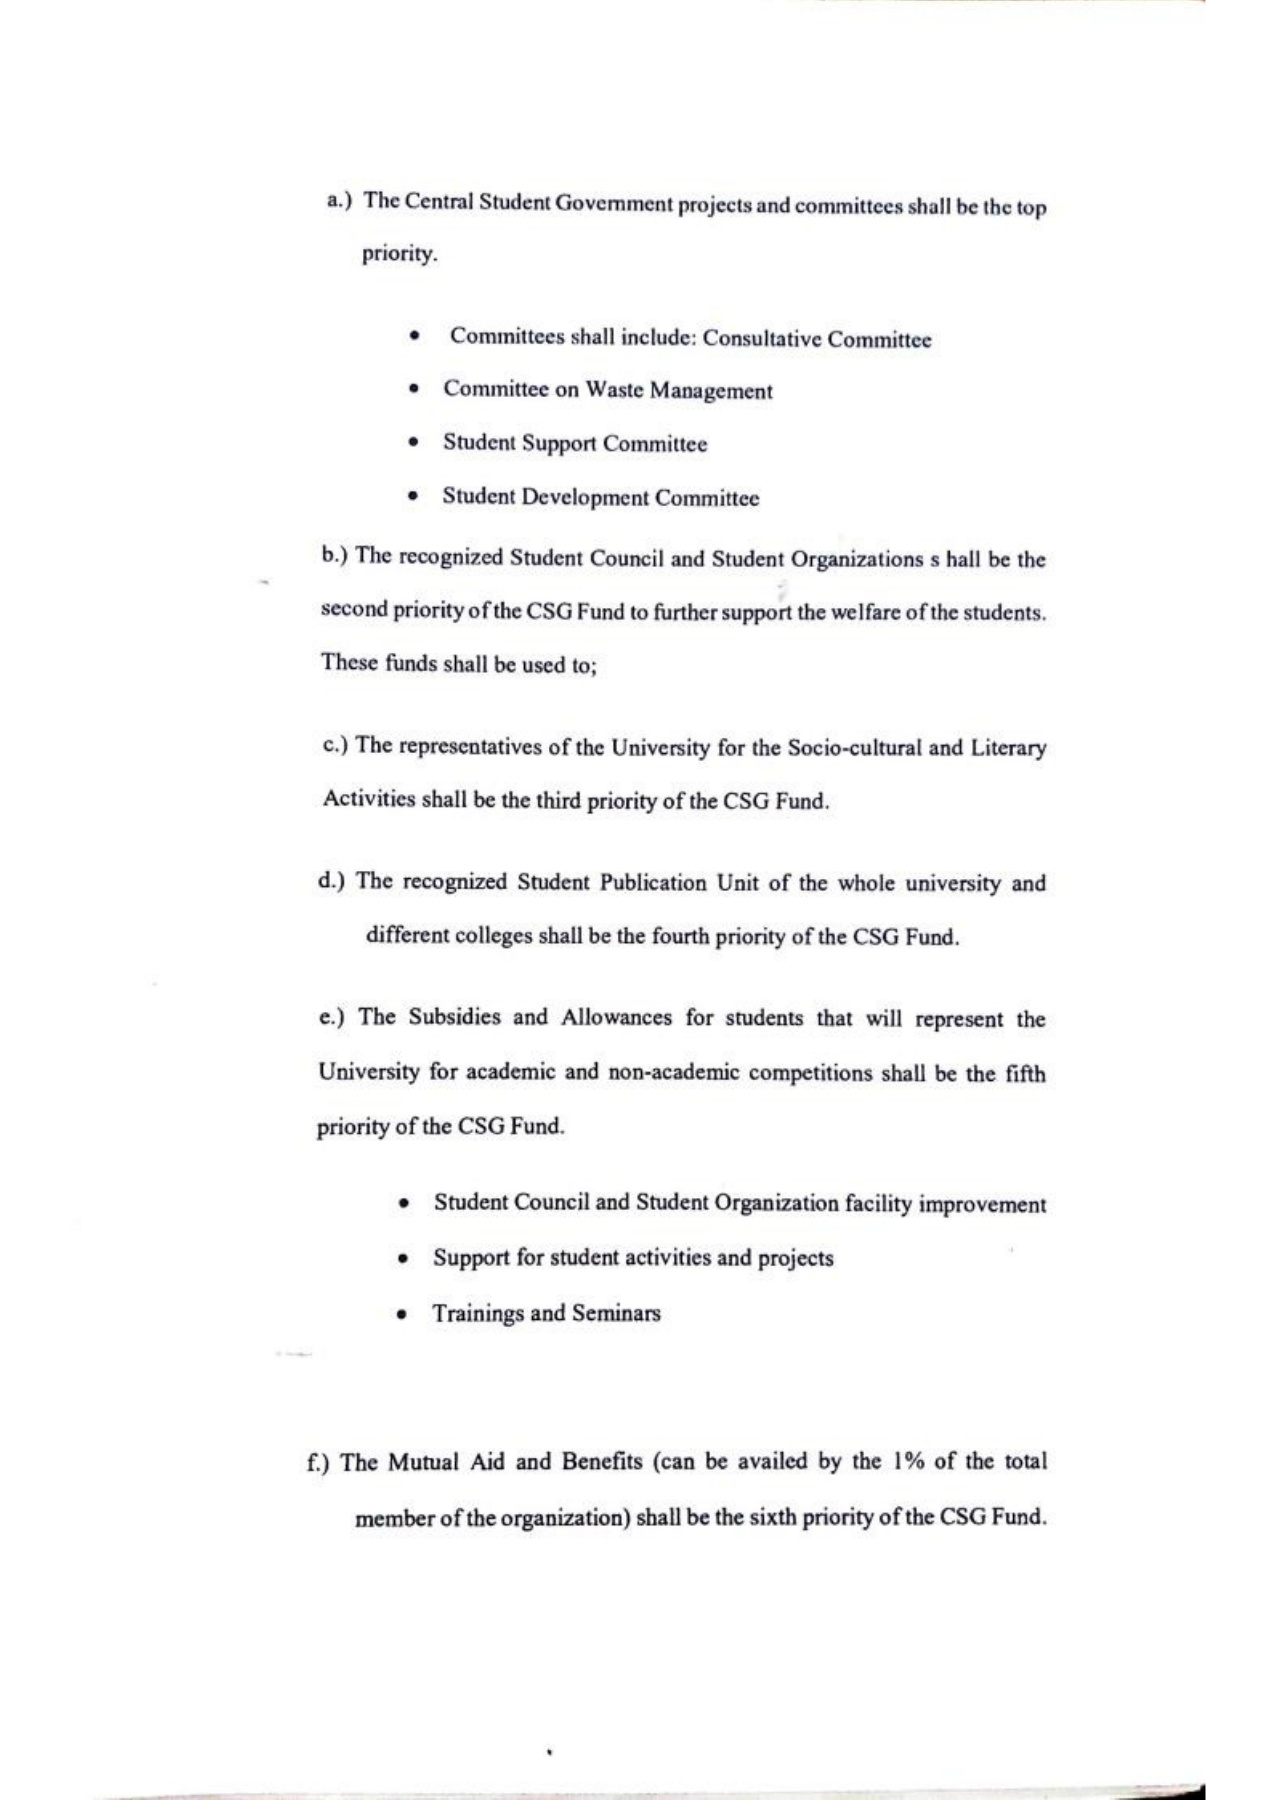 a.) The Central Student Government projects and committees shall be the top
priority.
• Committees shall include: Consultative Committee
• Committee on Waste Management
• Student Support Committee
• Student Development Committee
b.) The recognized Student Council and Student Organizations s hall be the
second priority of the CSG Fund to further support the welfare of the students.
These funds shall be used to;
c.) The representatives of the University for the Socio-cultural and Literary
Activities shall be the third priority of the CSG Fund.
d.) The recognized Student Publication Unit of the whole university and
different colleges shall be the fourth priority of the CSG Fund.
e.) The Subsidies and Allowances for students that will represent the
University for academic and non-academic competitions shall be the fifth
priority of the CSG Fund.
• Student Council and Student Organization facility improvement
• Support for student activities and projects
• Trainings and Seminars
f.) The Mutual Aid and Benefits (can be availed by the 1% of the total
member of the organization) shall be the sixth priority of the CSG Fund.